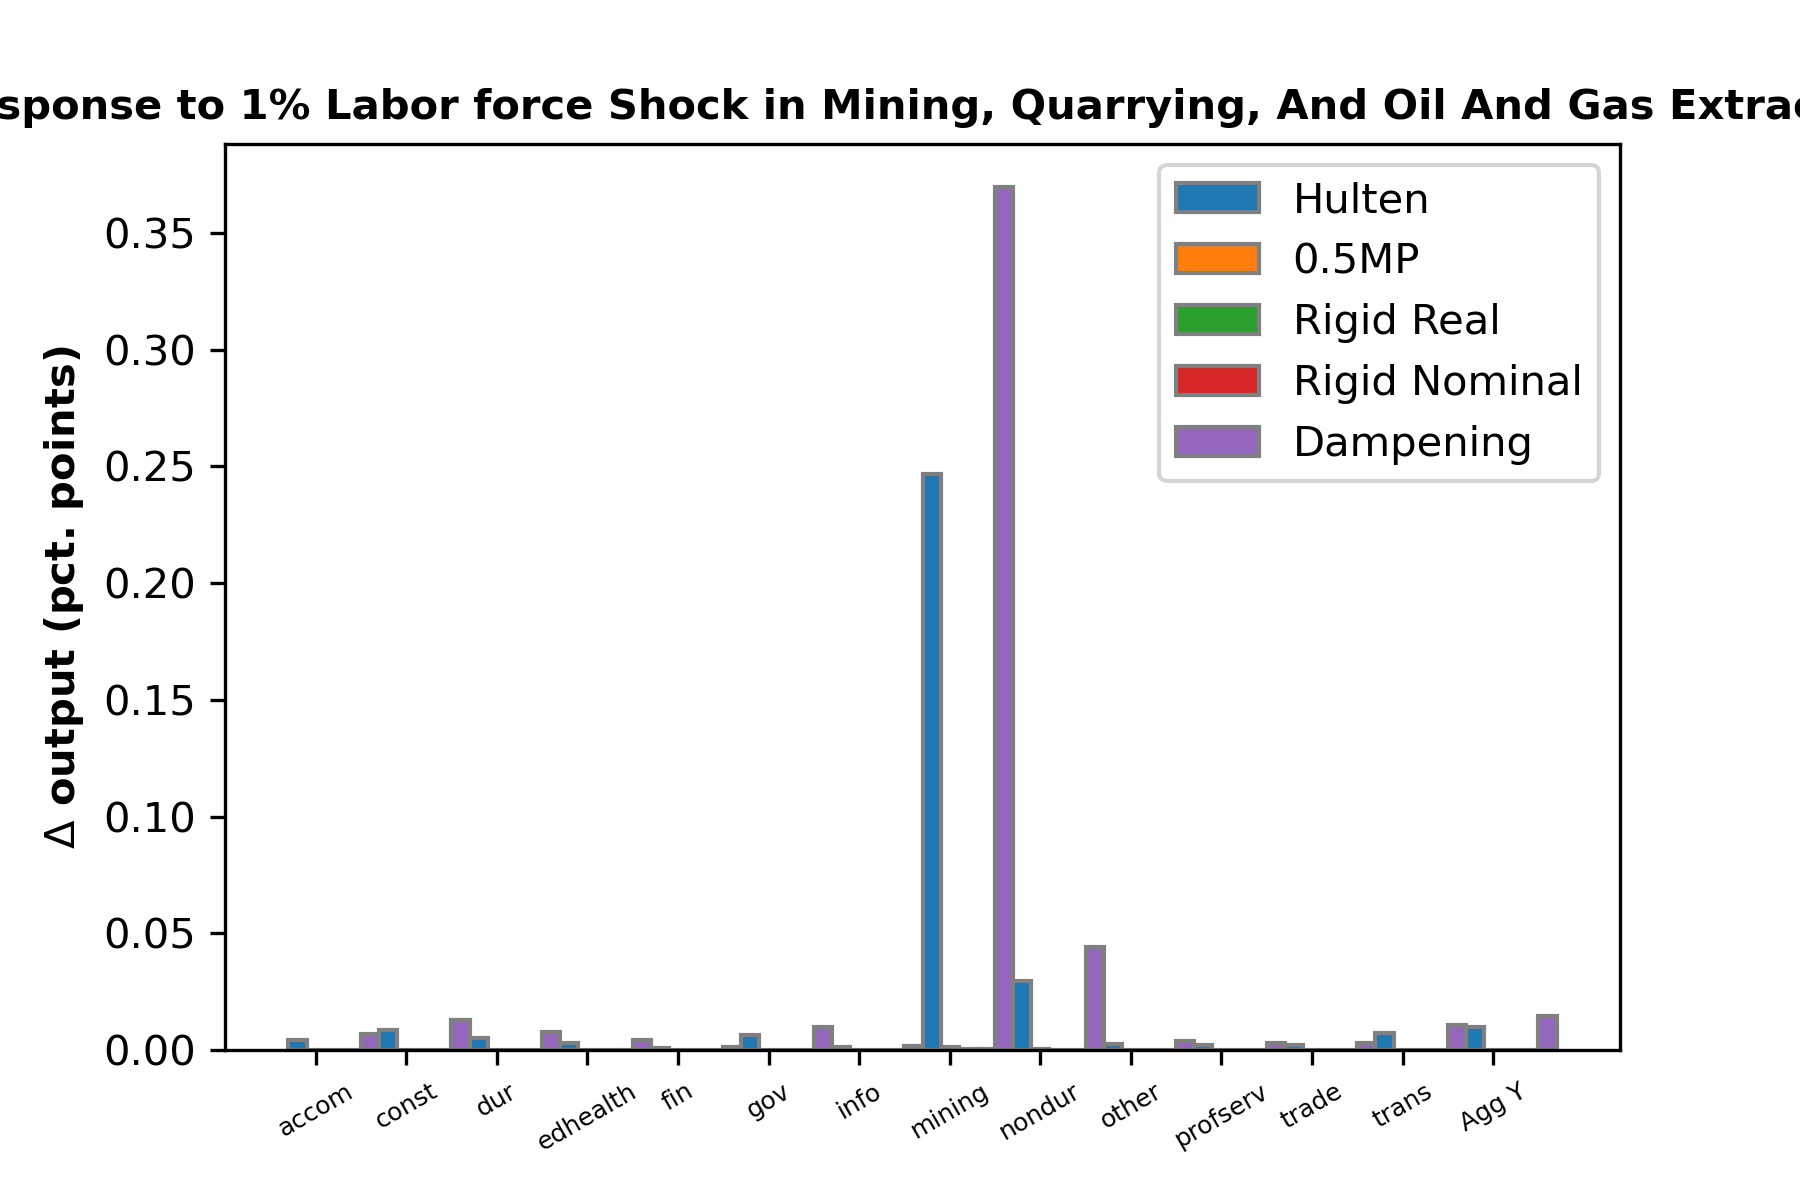 sponse to 1% Labor force Shock in Mining, Quarrying, And Oil And Gas Extrac
Hulten
0.5MP
Rigid Real
Rigid Nominal
Dampening
Δ output (pct. points)
0.35
0.30
0.25
0.20
0.15
0.10
0.05
0.00
accom
const
dur
edhealth
fin
gov
info
mining
nondur
other
profserv
trade
trans
Agg Y